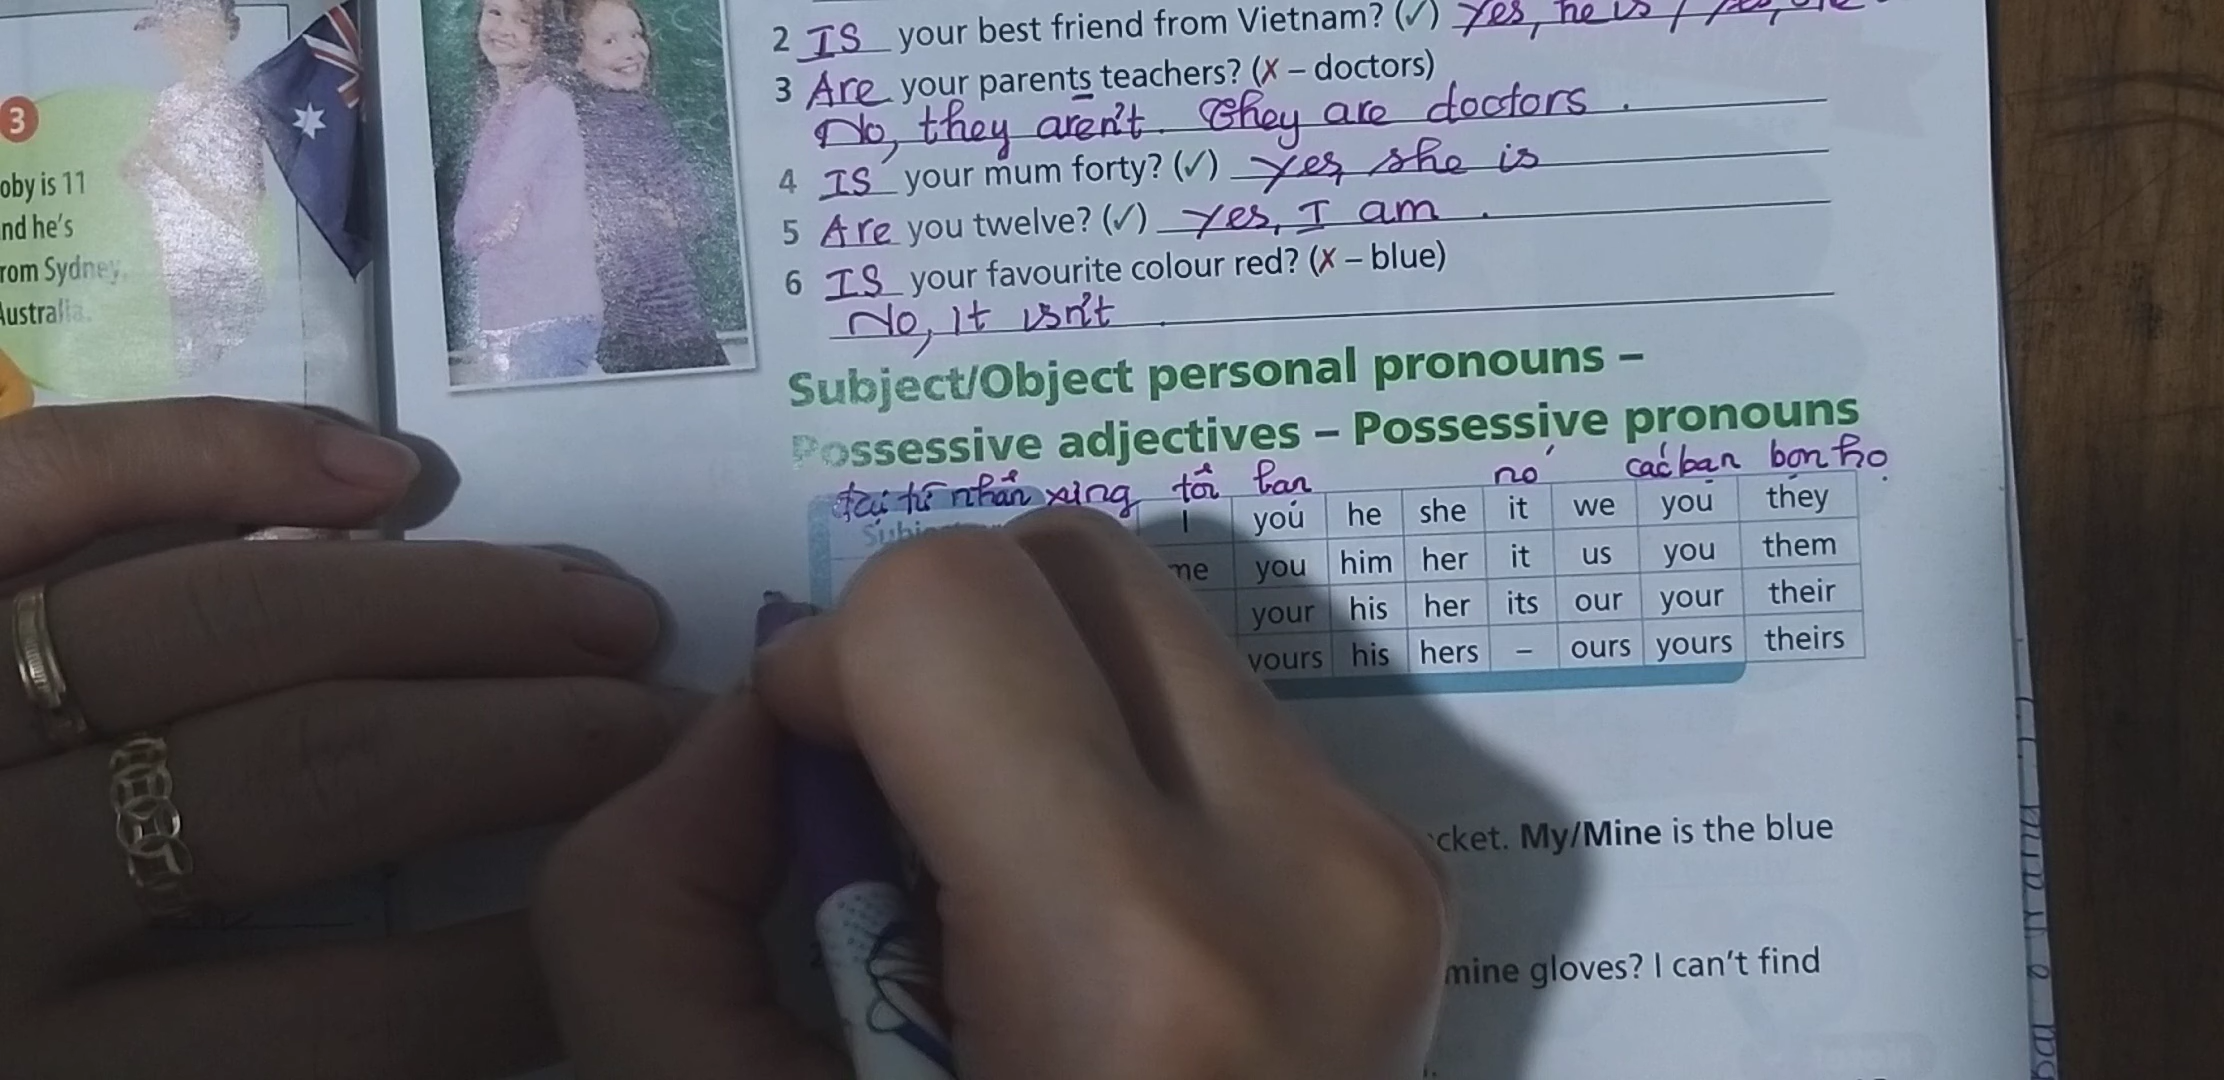 2 IS your best friend from Vietnam? (✓) Yes, he is /
3 Are your parents teachers? (✗ – doctors)
No, they aren't. They are doctors.
4 IS your mum forty? (✓) Yes, she is
5 Are you twelve? (✓) Yes, I am.
6 IS your favourite colour red? (✗ – blue)
No, it isn't.
3
oby is 11
nd he's
rom Sydney,
Australia.
Subject/Object personal pronouns –
Possessive adjectives – Possessive pronouns
đại từ nhân xưng tôi bạn nó các bạn bọn họ
I you he she it we you they
me you him her it us you them
your his her its our your their
yours his hers – ours yours theirs
cket. My/Mine is the blue
mine gloves? I can't find